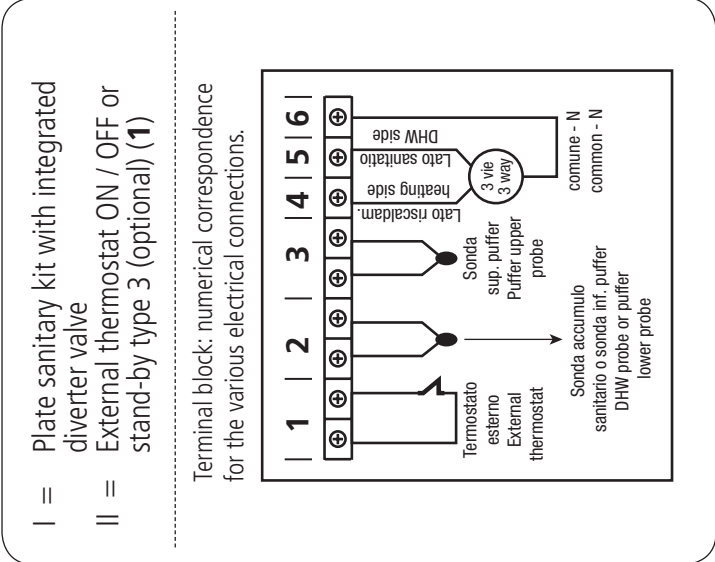 I = Plate sanitary kit with integrated
diverter valve
II = External thermostat ON / OFF or
stand-by type 3 (optional) (1)
Terminal block: numerical correspondence
for the various electrical connections.
1 2 3 4 5 6
Lato riscaldam.
heating side
Lato sanitatio
DHW side
3 vie
3 way
Termostato
esterno
External
thermostat
Sonda
sup. puffer
Puffer upper
probe
comune - N
common - N
Sonda accumulo
sanitario o sonda inf. puffer
DHW probe or puffer
lower probe